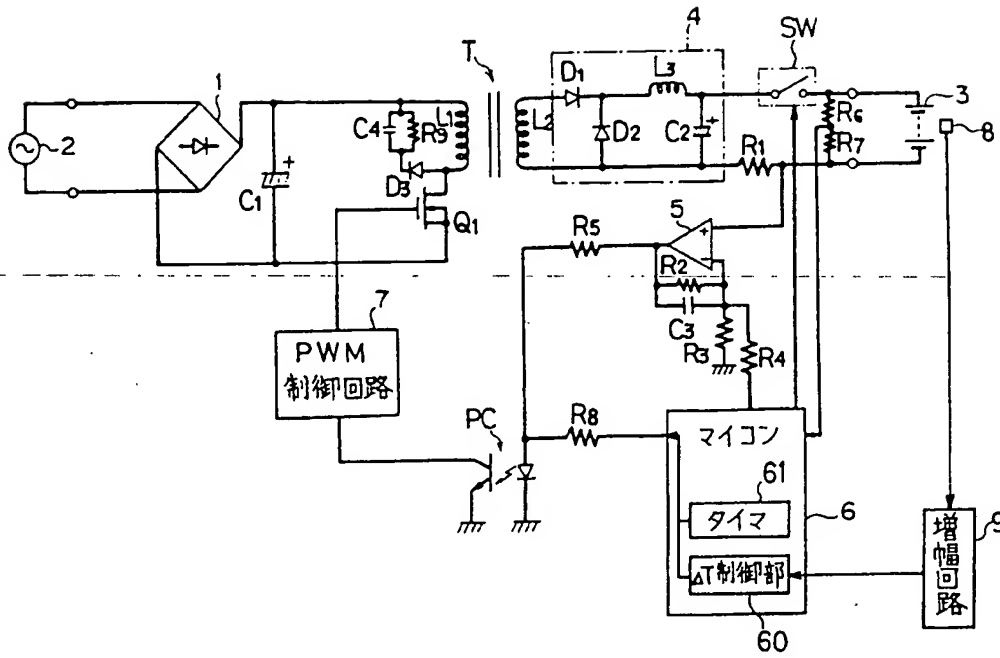 4
SW
T
1
D1
L3
L1
L2
3
C4
R9
R6
8
2
D2
C2
R7
+
+
R1
D3
C1
Q1
5
+
−
R5
R2
7
C3
R3
R4
PWM
制御回路
PC
R8
マイコン
61
タイマ
6
9
増幅回路
ΔT制御部
60